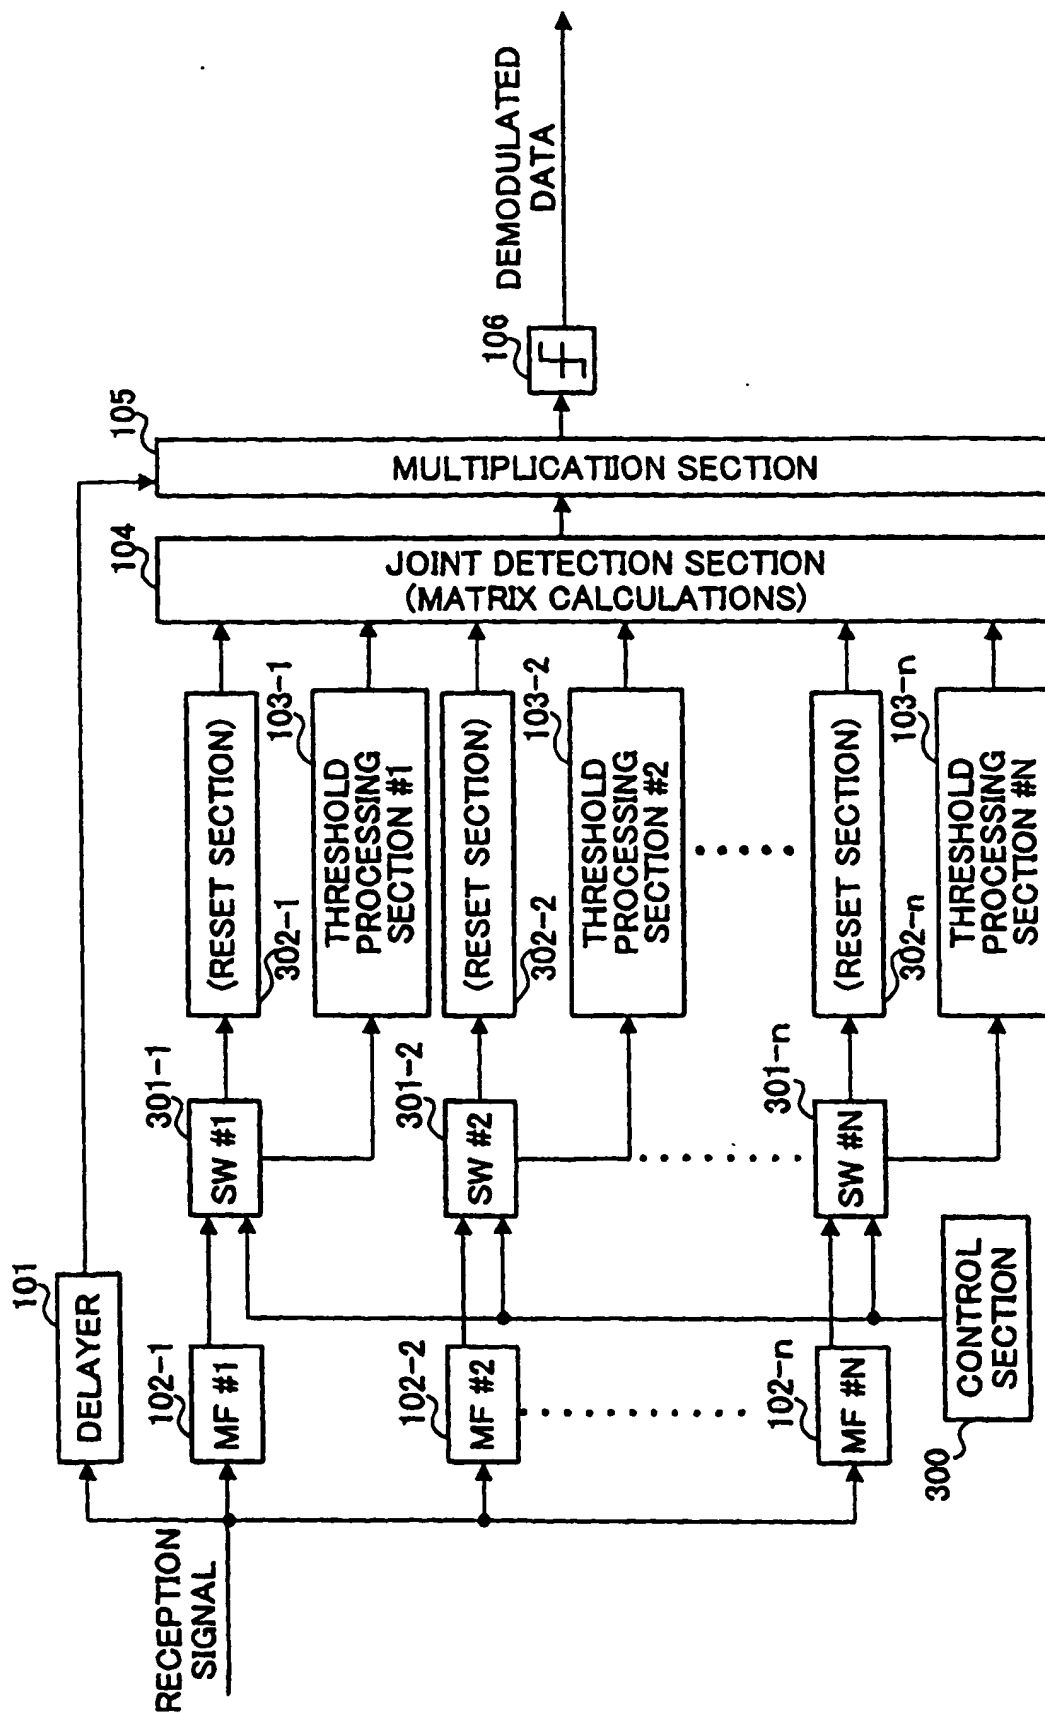 RECEPTION
SIGNAL
101
DELAYER
102-1
MF #1
102-2
MF #2
102-n
MF #N
300
CONTROL
SECTION
301-1
SW #1
301-2
SW #2
301-n
SW #N
302-1
(RESET SECTION)
103-1
THRESHOLD
PROCESSING
SECTION #1
302-2
(RESET SECTION)
103-2
THRESHOLD
PROCESSING
SECTION #2
302-n
(RESET SECTION)
103-n
THRESHOLD
PROCESSING
SECTION #N
104
JOINT DETECTION SECTION
(MATRIX CALCULATIONS)
105
MULTIPLICATIION SECTION
106
DEMODULATED
DATA